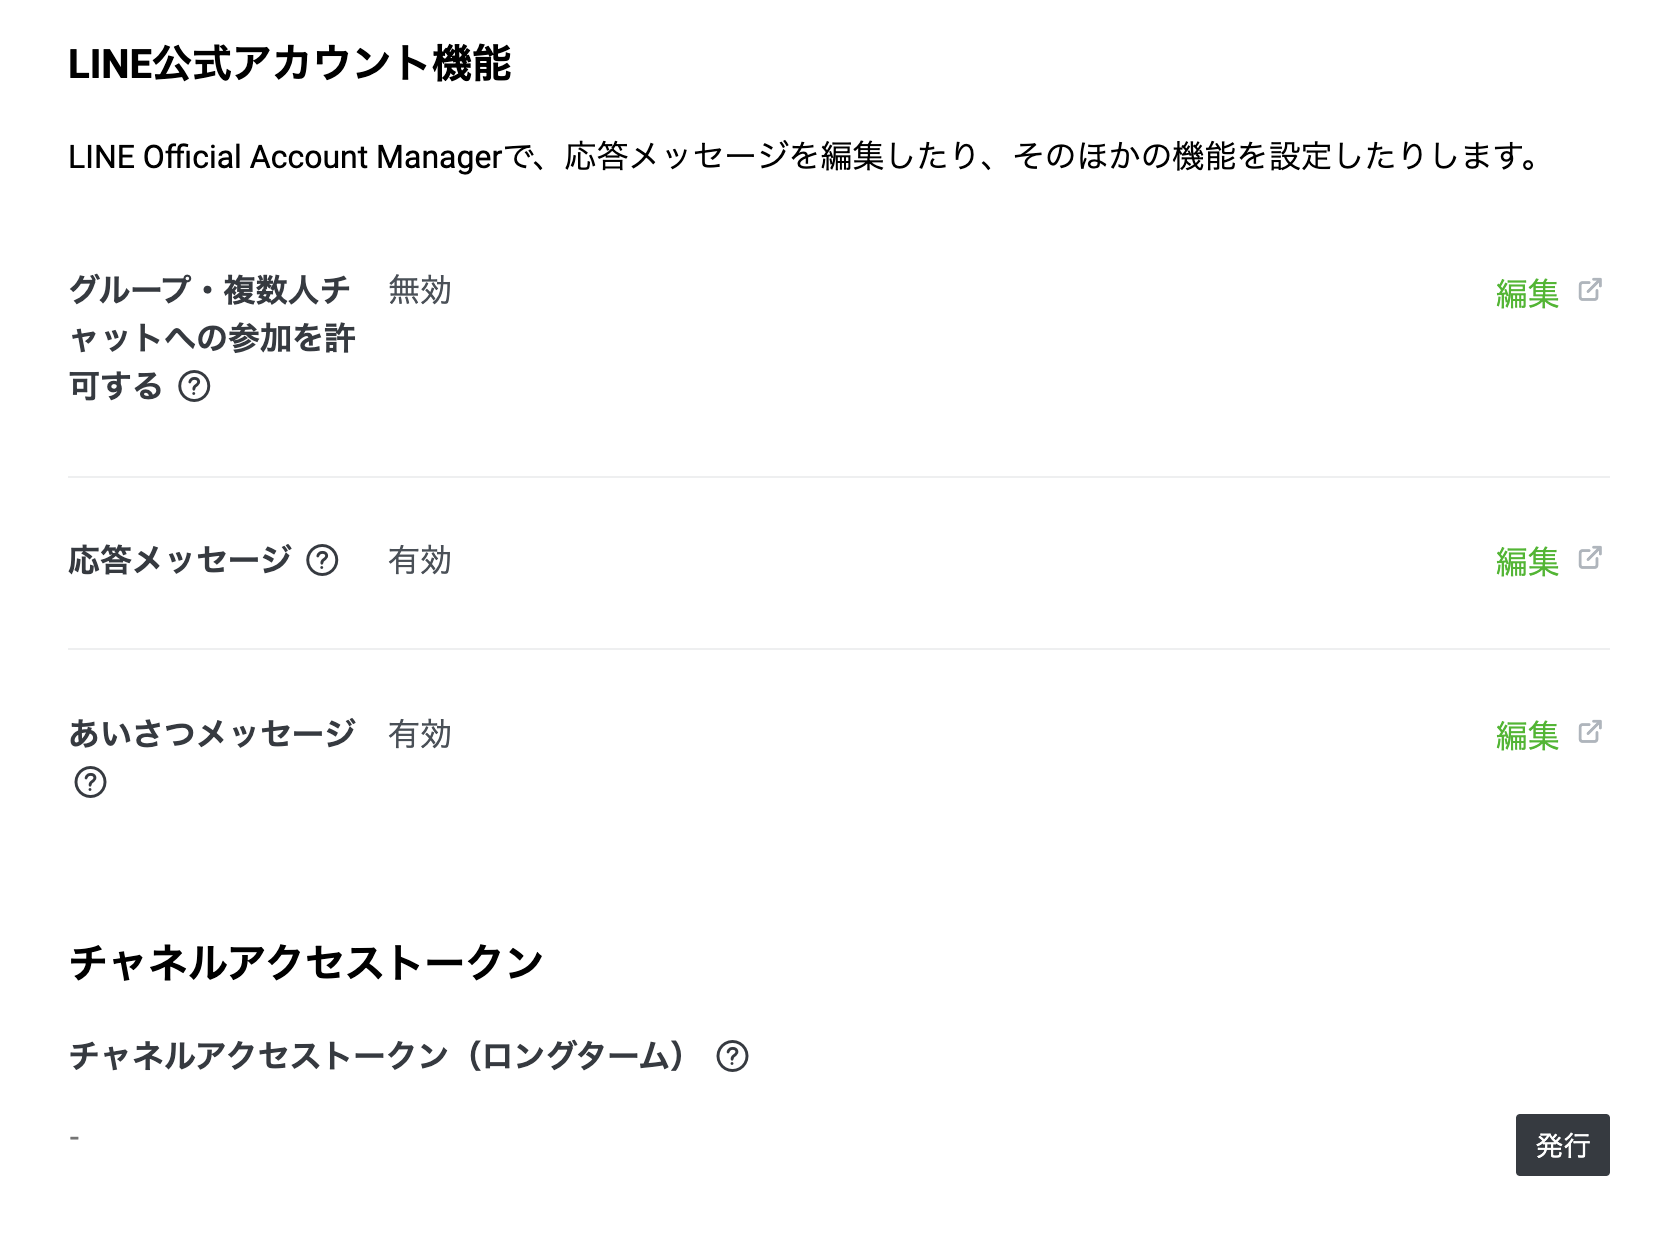 LINE公式アカウント機能
LINE Official Account Managerで、応答メッセージを編集したり、そのほかの機能を設定したりします。
グループ・複数人チ
ャットへの参加を許
可する ?
無効
編集
応答メッセージ ?
有効
編集
あいさつメッセージ
?
有効
編集
チャネルアクセストークン
チャネルアクセストークン（ロングターム） ?
-
発行